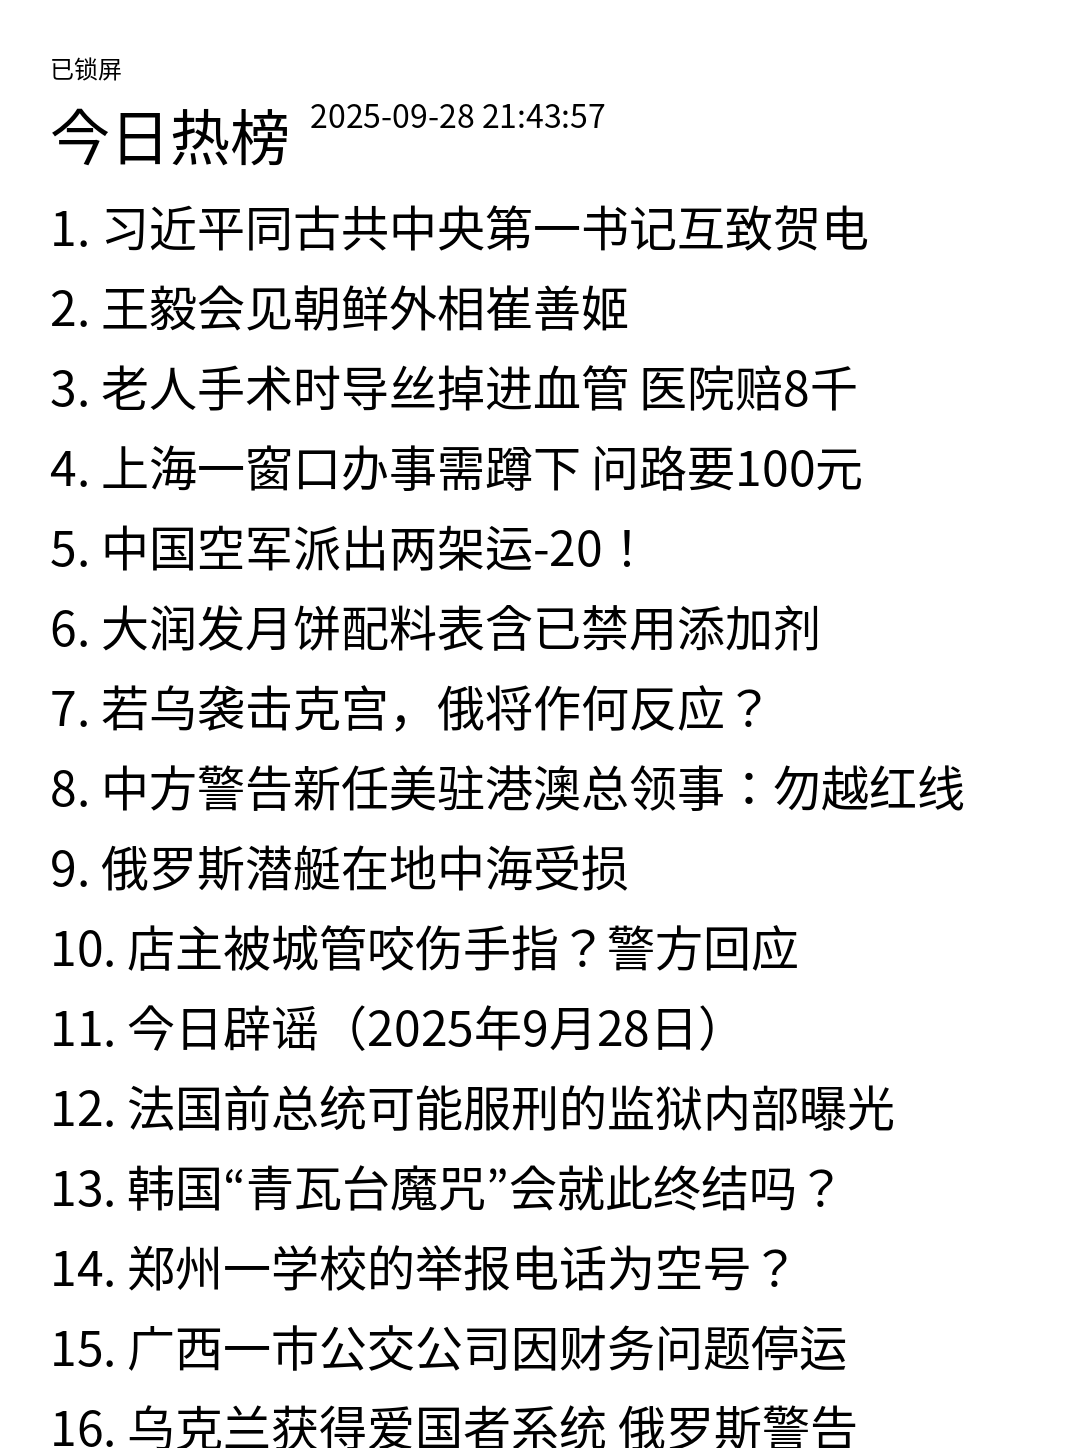 已锁屏
今日热榜 2025-09-28 21:43:57
1. 习近平同古共中央第一书记互致贺电
2. 王毅会见朝鲜外相崔善姬
3. 老人手术时导丝掉进血管 医院赔8千
4. 上海一窗口办事需蹲下 问路要100元
5. 中国空军派出两架运-20！
6. 大润发月饼配料表含已禁用添加剂
7. 若乌袭击克宫，俄将作何反应？
8. 中方警告新任美驻港澳总领事：勿越红线
9. 俄罗斯潜艇在地中海受损
10. 店主被城管咬伤手指？警方回应
11. 今日辟谣（2025年9月28日）
12. 法国前总统可能服刑的监狱内部曝光
13. 韩国“青瓦台魔咒”会就此终结吗？
14. 郑州一学校的举报电话为空号？
15. 广西一市公交公司因财务问题停运
16. 乌克兰获得爱国者系统 俄罗斯警告